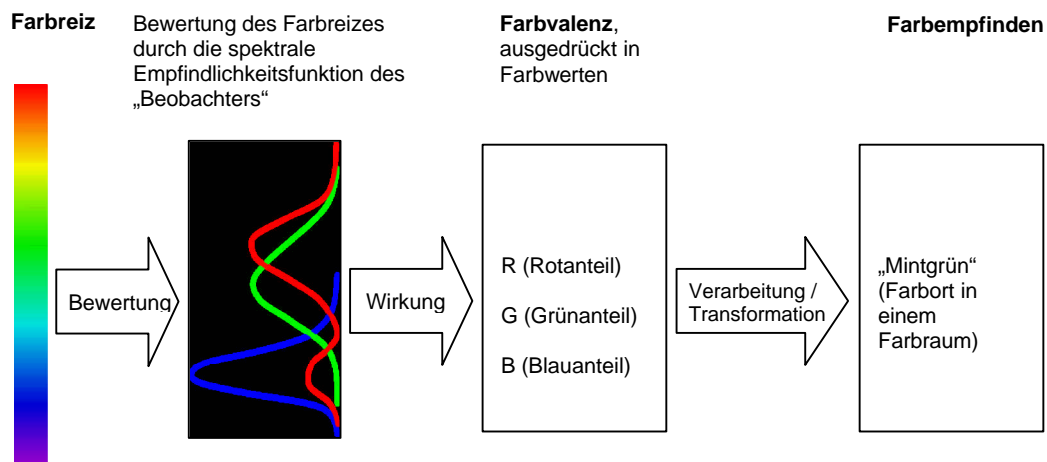 Farbreiz
Bewertung des Farbreizes
durch die spektrale
Empfindlichkeitsfunktion des
„Beobachters“
Farbvalenz,
ausgedrückt in
Farbwerten
Farbempfinden
Bewertung
Wirkung
R (Rotanteil)
G (Grünanteil)
B (Blauanteil)
Verarbeitung /
Transformation
„Mintgrün“
(Farbort in
einem
Farbraum)